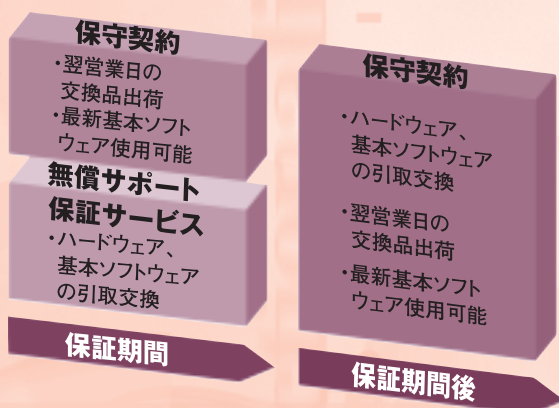 保守契約
・翌営業日の
交換品出荷
・最新基本ソフト
ウェア使用可能
無償サポート
保証サービス
・ハードウェア、
基本ソフトウェア
の引取交換
保証期間
保守契約
・ハードウェア、
基本ソフトウェア
の引取交換
・翌営業日の
交換品出荷
・最新基本ソフト
ウェア使用可能
保証期間後